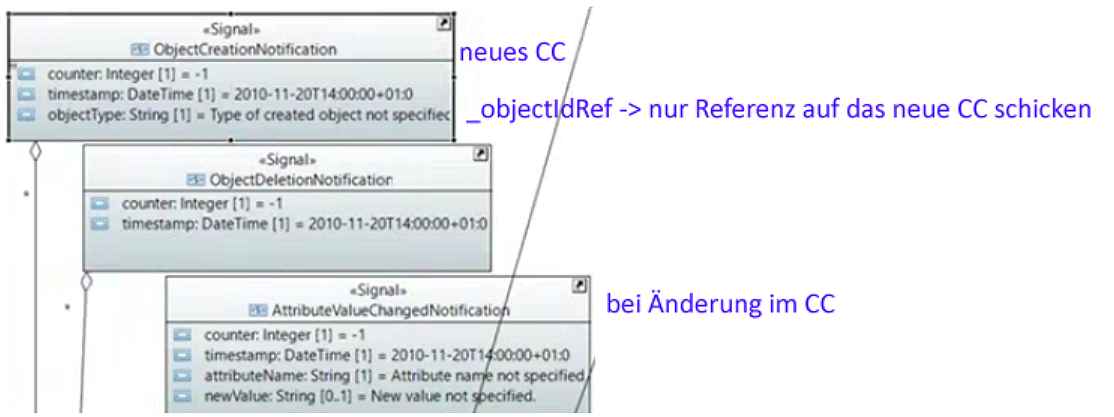 «Signal»
ObjectCreationNotification
neues CC
counter: Integer [1] = -1
timestamp: DateTime [1] = 2010-11-20T14:00:00+01:0
objectType: String [1] = Type of created object not specified
_objectIdRef -> nur Referenz auf das neue CC schicken
*
«Signal»
ObjectDeletionNotification
counter: Integer [1] = -1
timestamp: DateTime [1] = 2010-11-20T14:00:00+01:0
*
«Signal»
AttributeValueChangedNotification
bei Änderung im CC
counter: Integer [1] = -1
timestamp: DateTime [1] = 2010-11-20T14:00:00+01:0
attributeName: String [1] = Attribute name not specified
newValue: String [0..1] = New value not specified.